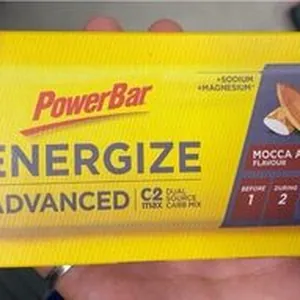 PowerBar
ENERGIZE
ADVANCED
C2
max
DUAL
SOURCE
CARB MIX
+SODIUM
+MAGNESIUM*
MOCCA A
FLAVOUR
BEFORE
1
DURING
2